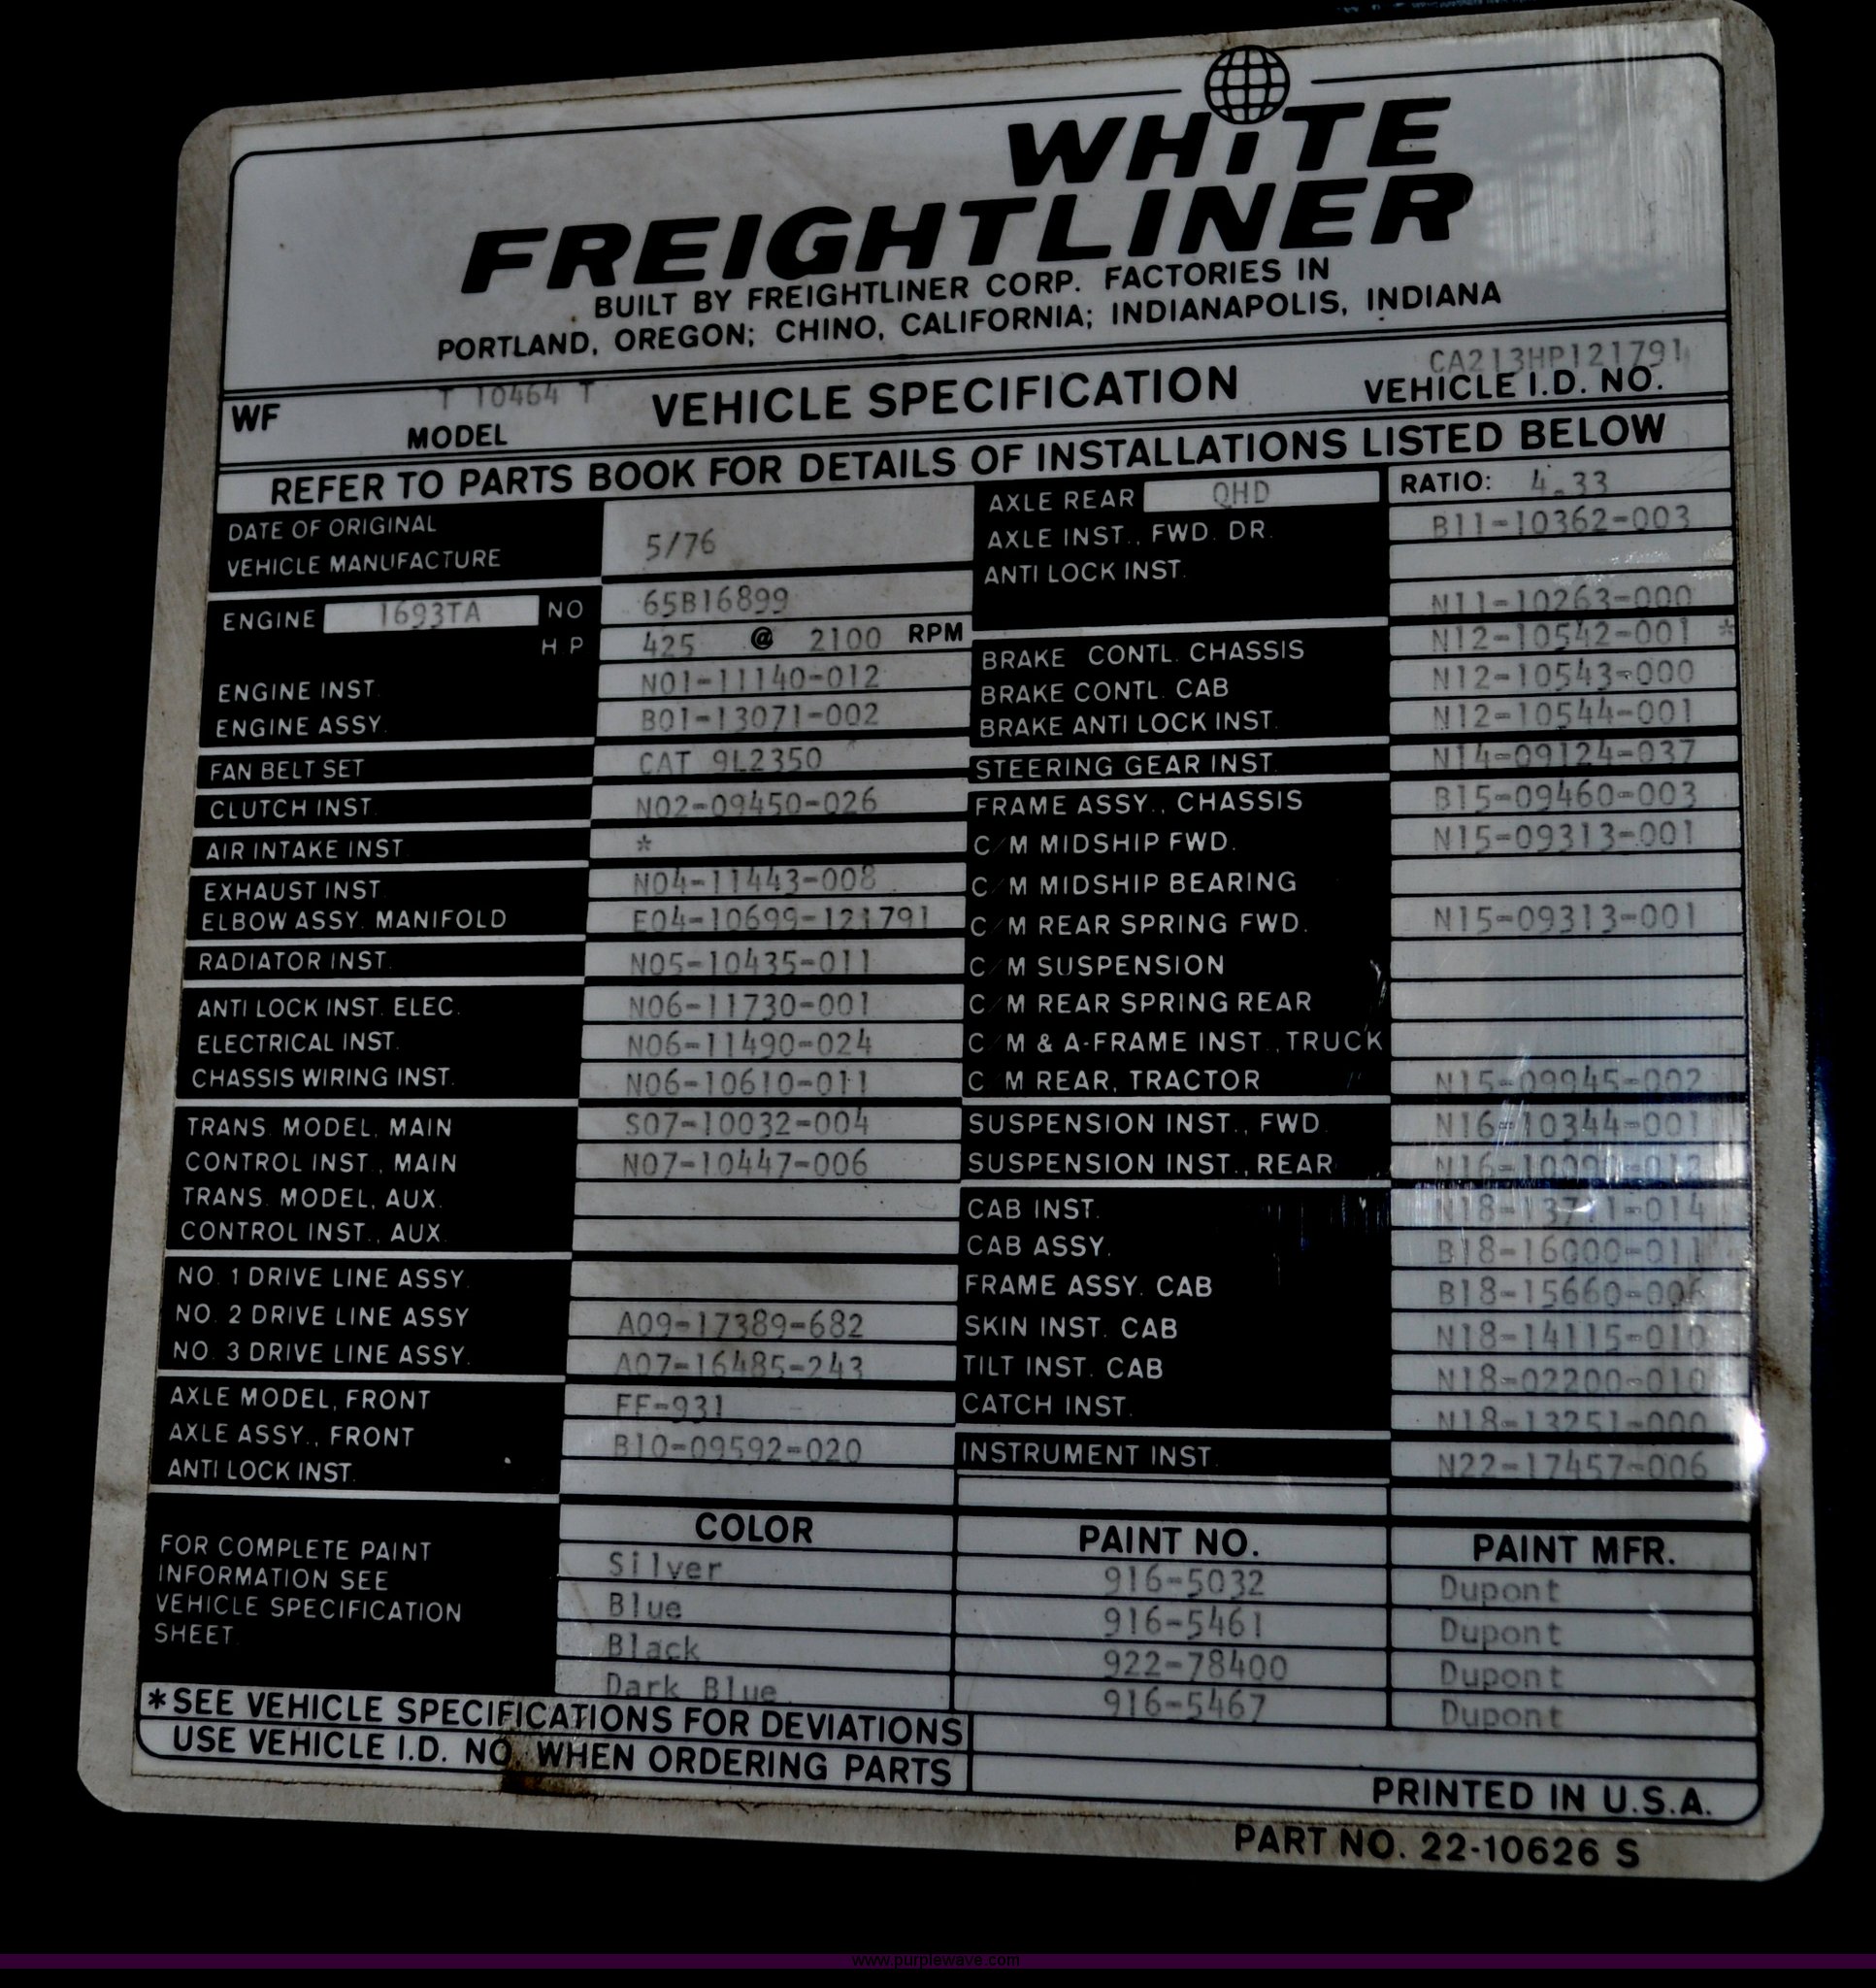 WHITE
FREIGHTLINER
BUILT BY FREIGHTLINER CORP. FACTORIES IN
PORTLAND, OREGON; CHINO, CALIFORNIA; INDIANAPOLIS, INDIANA
WF T 10464 T MODEL VEHICLE SPECIFICATION CA213HP121791 VEHICLE I.D. NO.
REFER TO PARTS BOOK FOR DETAILS OF INSTALLATIONS LISTED BELOW
DATE OF ORIGINAL
VEHICLE MANUFACTURE 5/76
ENGINE 1693TA NO 65B16899
H.P 425 @ 2100 RPM
ENGINE INST. N01-11140-012
ENGINE ASSY. B01-13071-002
FAN BELT SET CAT 9L2350
CLUTCH INST. N02-09450-026
AIR INTAKE INST. *
EXHAUST INST. N04-11443-008
ELBOW ASSY. MANIFOLD E04-10699-121791
RADIATOR INST. N05-10435-011
ANTI LOCK INST. ELEC. N06-11730-001
ELECTRICAL INST. N06-11490-024
CHASSIS WIRING INST. N06-10610-011
TRANS. MODEL, MAIN S07-10032-004
CONTROL INST., MAIN N07-10447-006
TRANS. MODEL, AUX.
CONTROL INST., AUX.
NO. 1 DRIVE LINE ASSY.
NO. 2 DRIVE LINE ASSY A09-17389-682
NO. 3 DRIVE LINE ASSY. A07-16485-243
AXLE MODEL, FRONT FF-931
AXLE ASSY., FRONT B10-09592-020
ANTI LOCK INST.
AXLE REAR QHD RATIO: 4.33
AXLE INST., FWD. DR. B11-10362-003
ANTI LOCK INST.
N11-10263-000
BRAKE CONTL. CHASSIS N12-10542-001 *
BRAKE CONTL. CAB N12-10543-000
BRAKE ANTI LOCK INST. N12-10544-001
STEERING GEAR INST. N14-09124-037
FRAME ASSY., CHASSIS B15-09460-003
C/M MIDSHIP FWD. N15-09313-001
C/M MIDSHIP BEARING
C/M REAR SPRING FWD. N15-09313-001
C/M SUSPENSION
C/M REAR SPRING REAR
C/M & A-FRAME INST., TRUCK
C/M REAR, TRACTOR N15-09945-002
SUSPENSION INST., FWD. N16-10344-001
SUSPENSION INST., REAR
CAB INST.
CAB ASSY. B18-16000-011
FRAME ASSY. CAB B18-15660-006
SKIN INST. CAB N18-14115-010
TILT INST. CAB N18-02200-010
CATCH INST. N18-13251-000
INSTRUMENT INST. N22-17457-006
FOR COMPLETE PAINT
INFORMATION SEE
VEHICLE SPECIFICATION
SHEET.
COLOR PAINT NO. PAINT MFR.
Silver 916-5032 Dupont
Blue 916-5461 Dupont
Black 922-78400 Dupont
Dark Blue 916-5467 Dupont
*SEE VEHICLE SPECIFICATIONS FOR DEVIATIONS
USE VEHICLE I.D. NO. WHEN ORDERING PARTS
PRINTED IN U.S.A.
PART NO. 22-10626 S
www.purplewave.com